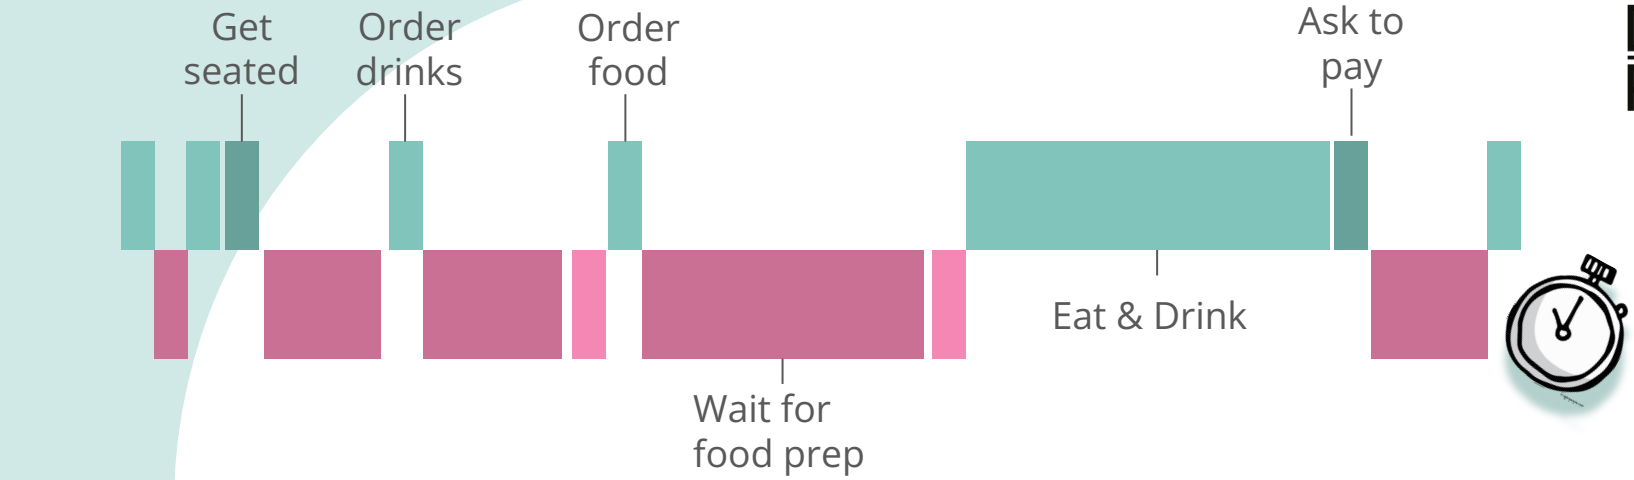 Get
seated
Order
drinks
Order
food
Ask to
pay
Eat & Drink
Wait for
food prep